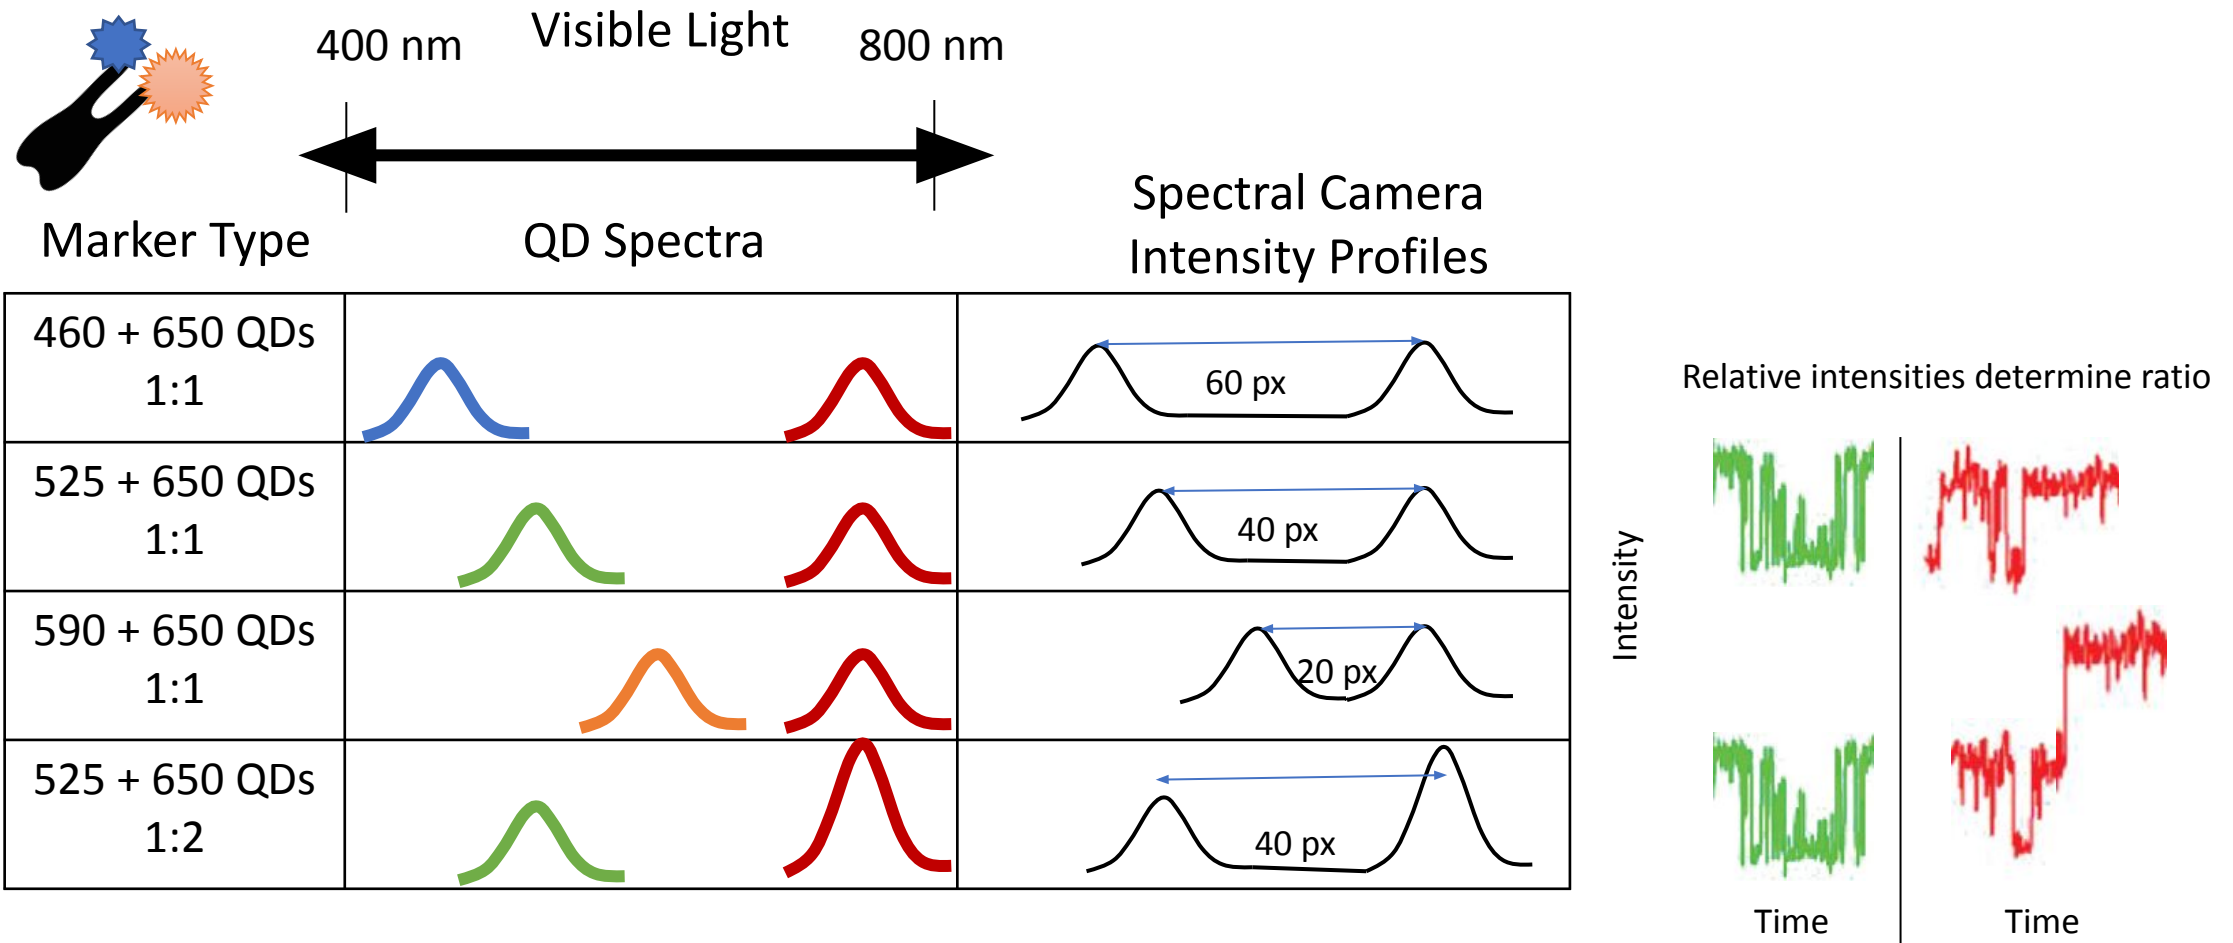 400 nm
Visible Light
800 nm
Marker Type
QD Spectra
Spectral Camera
Intensity Profiles
460 + 650 QDs
1:1
60 px
525 + 650 QDs
1:1
40 px
590 + 650 QDs
1:1
20 px
525 + 650 QDs
1:2
40 px
Relative intensities determine ratio
Intensity
Time
Time